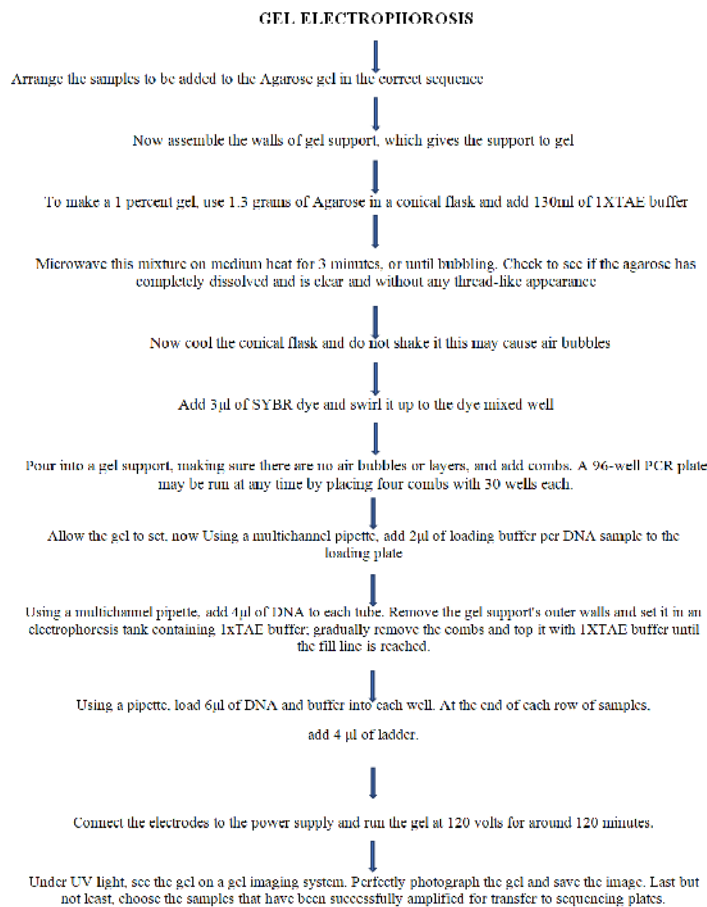 GEL ELECTROPHOROSIS
Arrange the samples to be added to the Agarose gel in the correct sequence
Now assemble the walls of gel support, which gives the support to gel
To make a 1 percent gel, use 1.3 grams of Agarose in a conical flask and add 130ml of 1XTAE buffer
Microwave this mixture on medium heat for 3 minutes, or until bubbling. Check to see if the agarose has
completely dissolved and is clear and without any thread-like appearance
Now cool the conical flask and do not shake it this may cause air bubbles
Add 3µl of SYBR dye and swirl it up to the dye mixed well
Pour into a gel support, making sure there are no air bubbles or layers, and add combs. A 96-well PCR plate
may be run at any time by placing four combs with 30 wells each.
Allow the gel to set, now Using a multichannel pipette, add 2µl of loading buffer per DNA sample to the
loading plate
Using a multichannel pipette, add 4µl of DNA to each tube. Remove the gel support's outer walls and set it in an
electrophoresis tank containing 1xTAE buffer; gradually remove the combs and top it with 1XTAE buffer until
the fill line is reached.
Using a pipette, load 6µl of DNA and buffer into each well. At the end of each row of samples,
add 4 µl of ladder.
Connect the electrodes to the power supply and run the gel at 120 volts for around 120 minutes.
Under UV light, see the gel on a gel imaging system. Perfectly photograph the gel and save the image. Last but
not least, choose the samples that have been successfully amplified for transfer to sequencing plates.